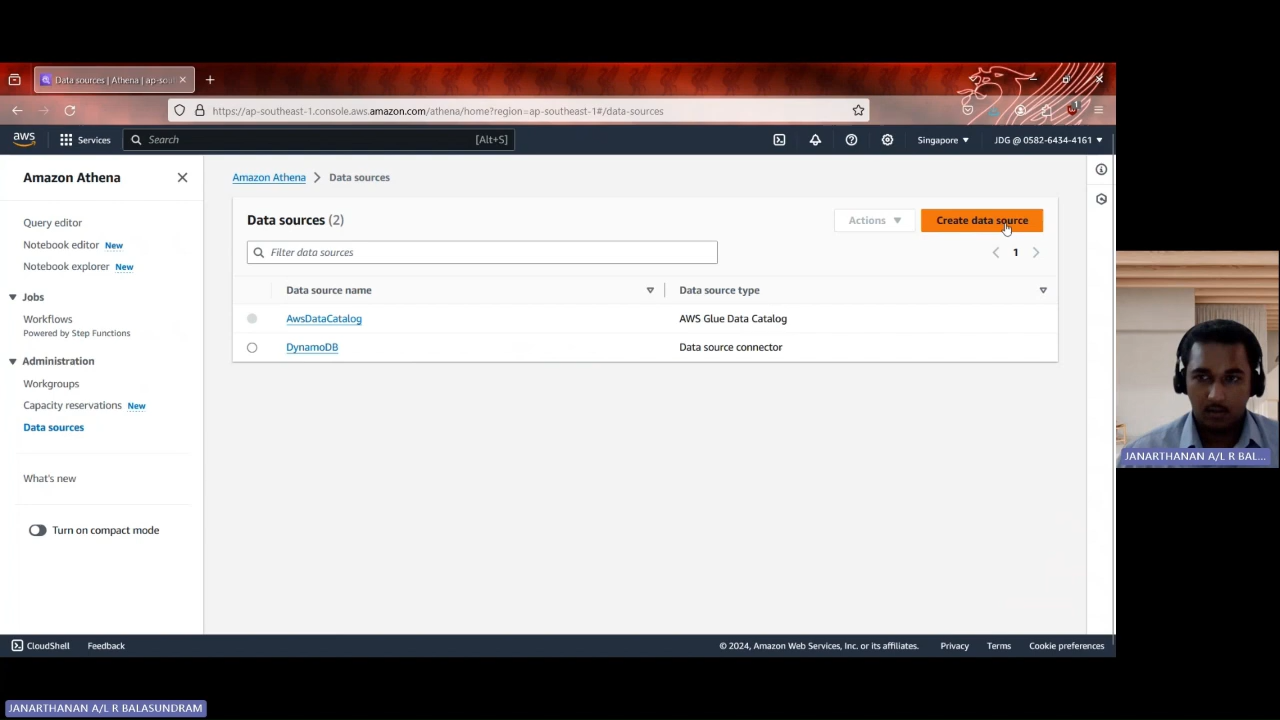 Data sources | Athena | ap-sout
https://ap-southeast-1.console.aws.amazon.com/athena/home?region=ap-southeast-1#/data-sources
1
aws
Services
Search
[Alt+S]
Singapore
JDG @ 0582-6434-4161
Amazon Athena
Query editor
Notebook editor New
Notebook explorer New
Jobs
Workflows
Powered by Step Functions
Administration
Workgroups
Capacity reservations New
Data sources
What's new
Turn on compact mode
Amazon Athena > Data sources
Data sources (2)
Actions
Create data source
Filter data sources
1
Data source name
Data source type
AwsDataCatalog
AWS Glue Data Catalog
DynamoDB
Data source connector
CloudShell
Feedback
© 2024, Amazon Web Services, Inc. or its affiliates.
Privacy
Terms
Cookie preferences
JANARTHANAN A/L R BAL...
JANARTHANAN A/L R BALASUNDRAM